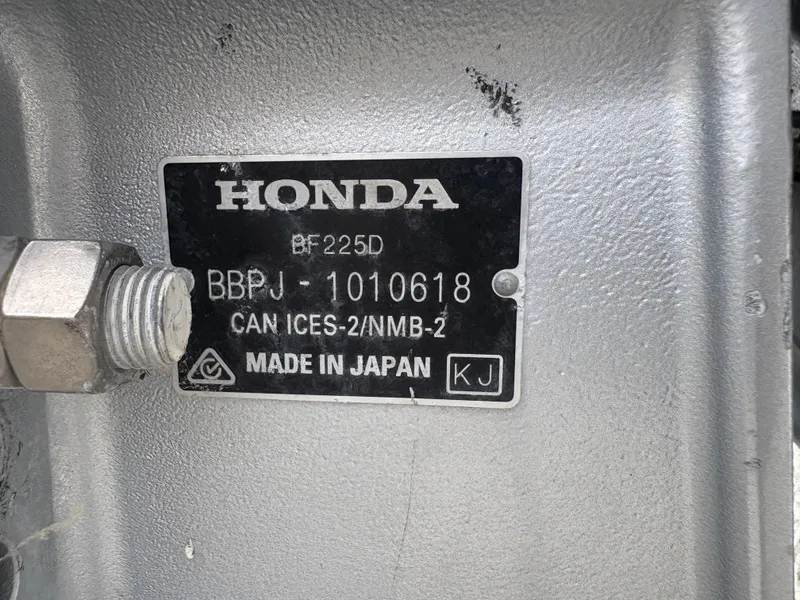 HONDA
BF225D
BBPJ - 1010618
CAN ICES-2/NMB-2
MADE IN JAPAN
KJ